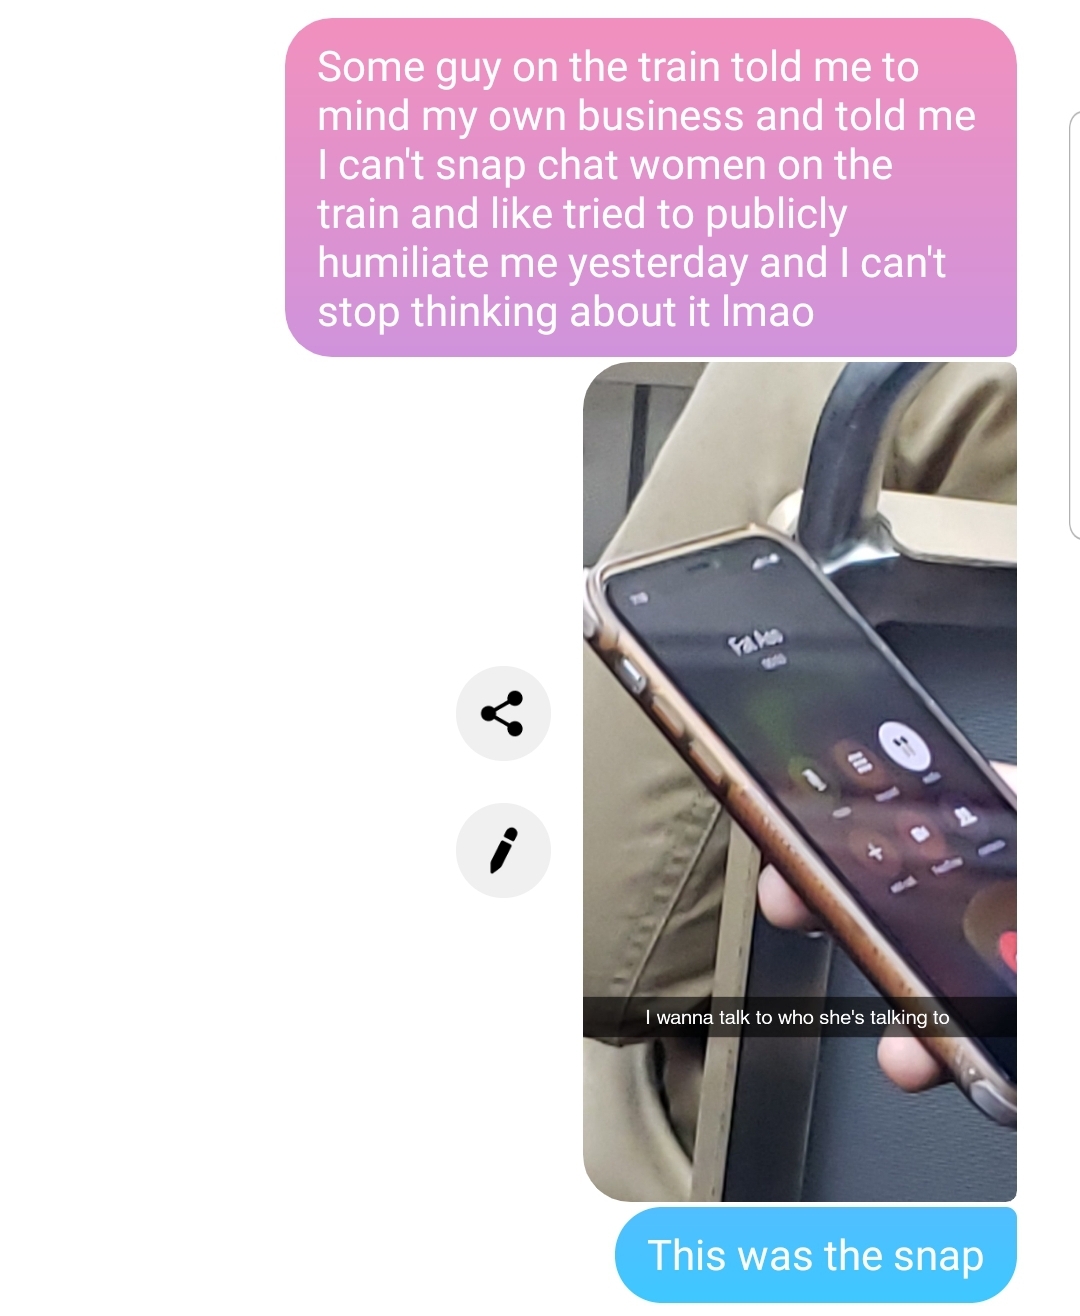 Some guy on the train told me to
mind my own business and told me
I can't snap chat women on the
train and like tried to publicly
humiliate me yesterday and I can't
stop thinking about it lmao
I wanna talk to who she's talking to
This was the snap